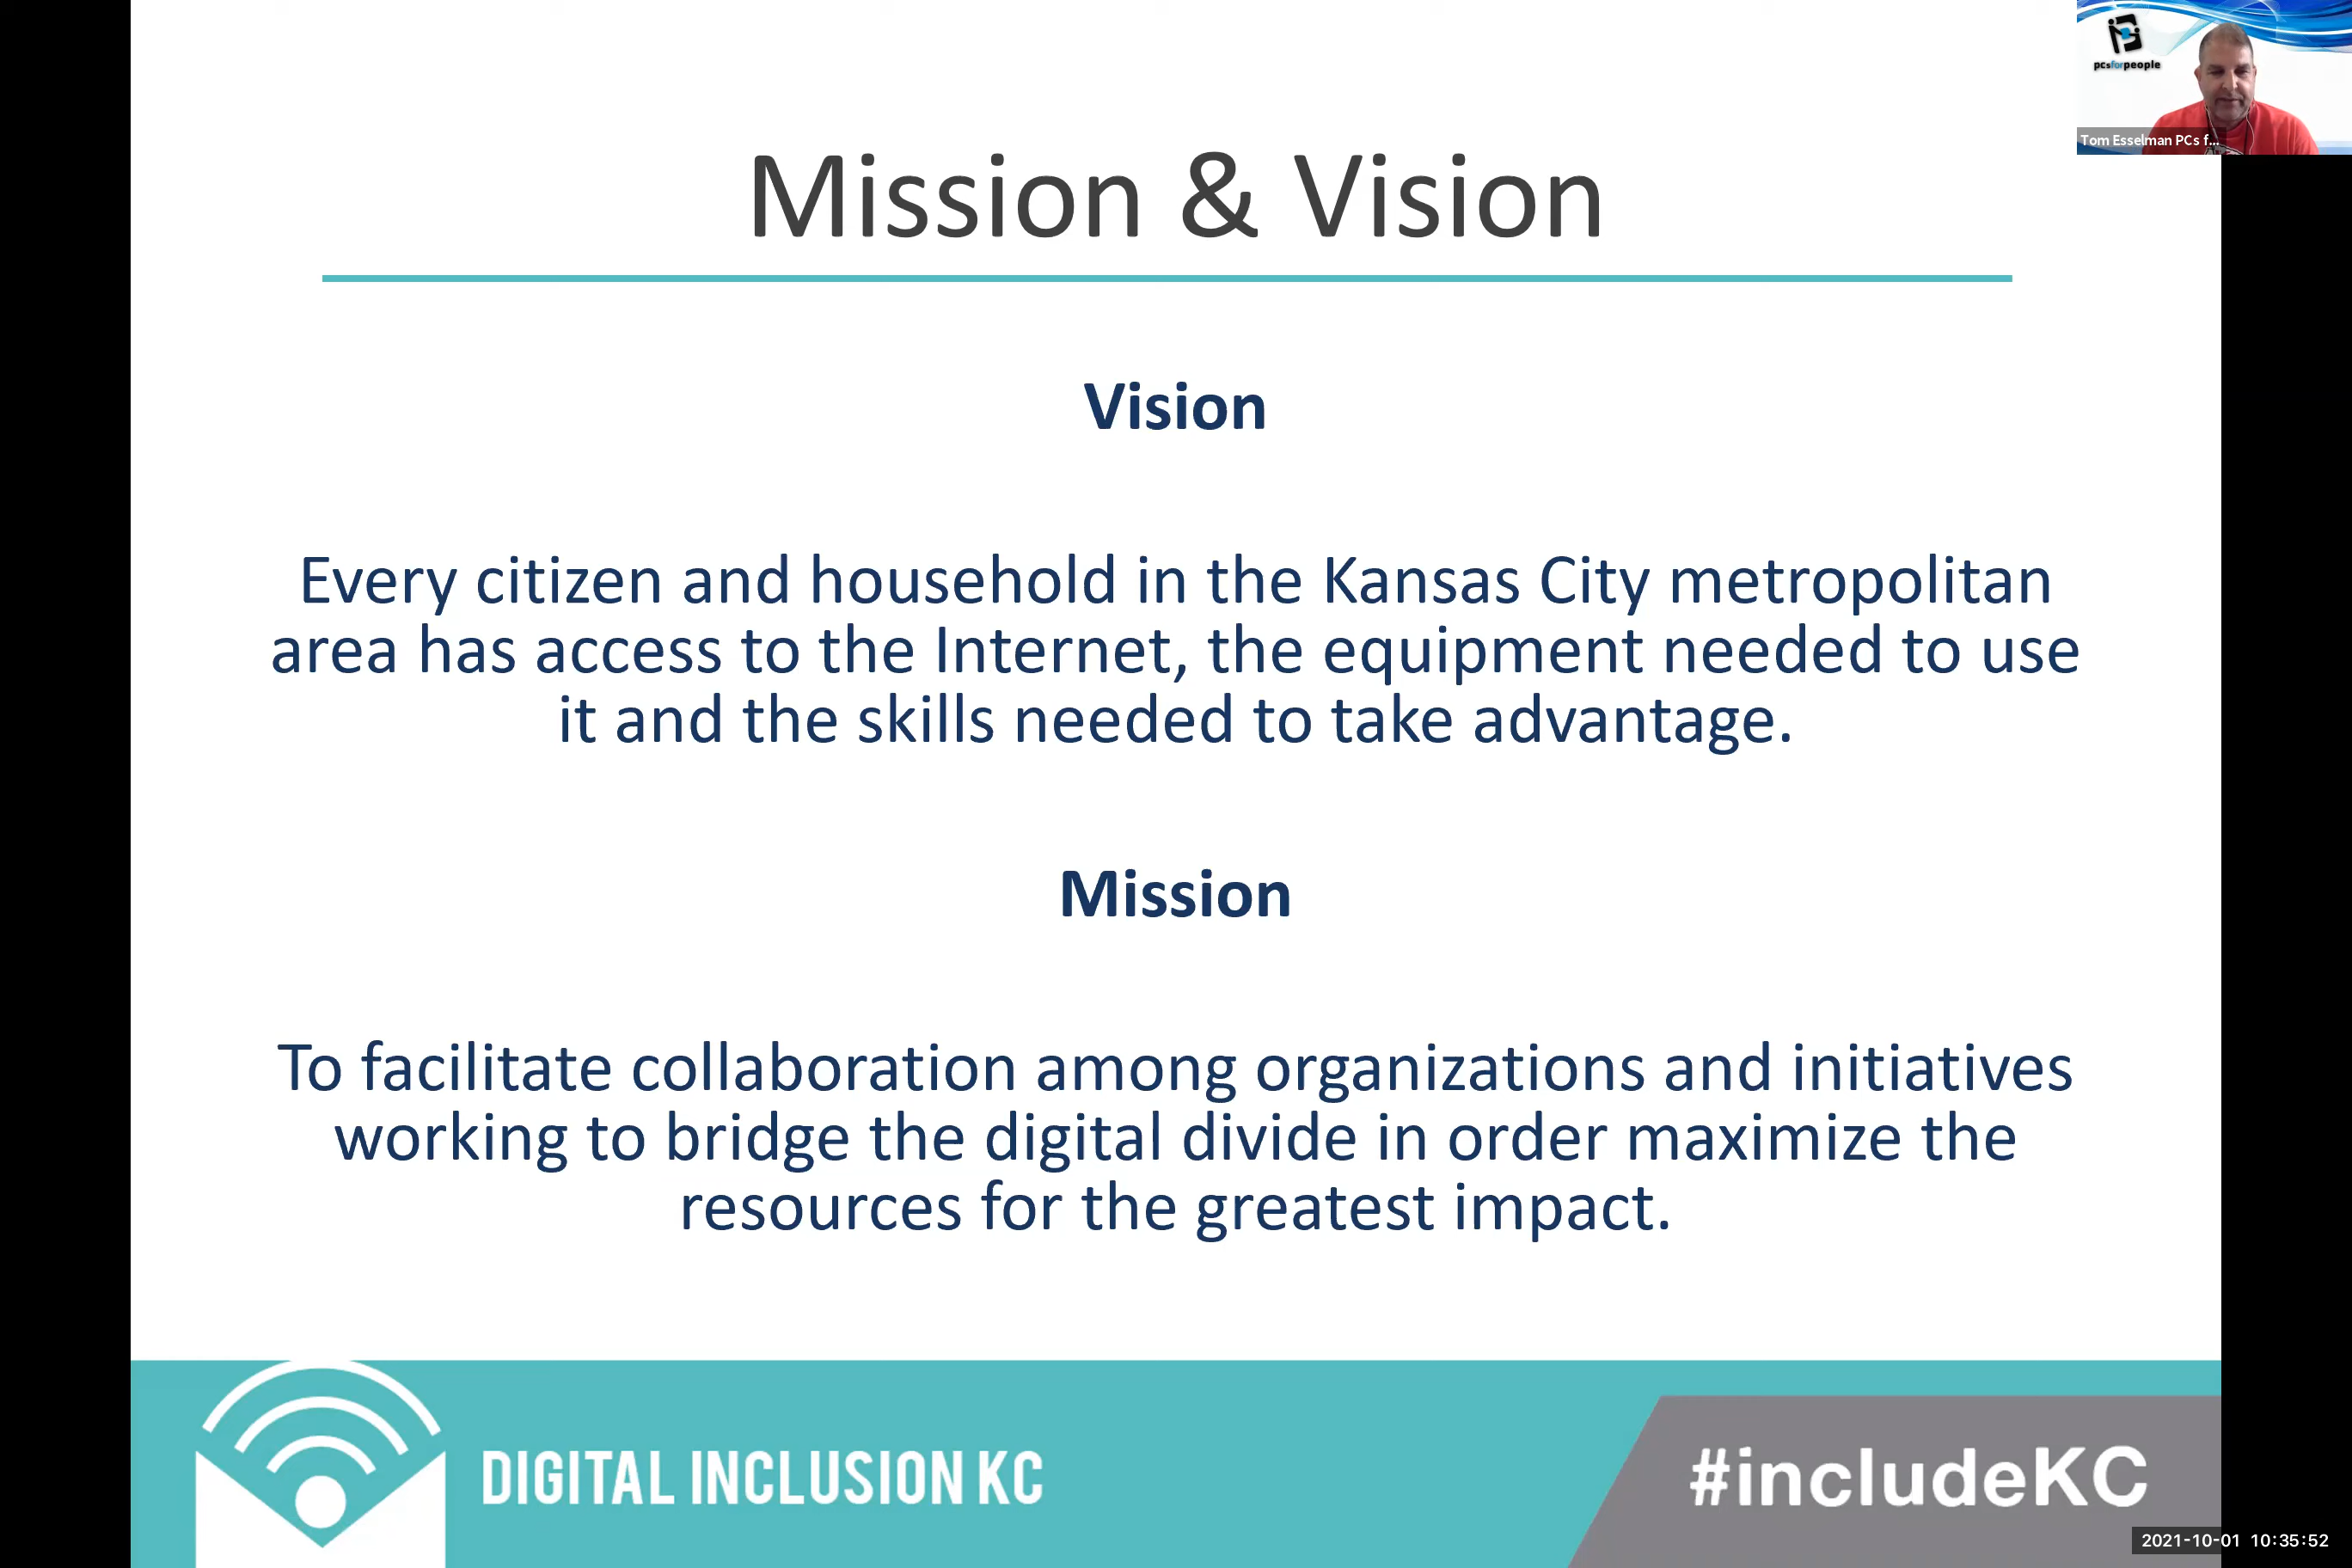 pcsforpeople
Tom Esselman PCs f...
Mission & Vision
Vision
Every citizen and household in the Kansas City metropolitan
area has access to the Internet, the equipment needed to use
it and the skills needed to take advantage.
Mission
To facilitate collaboration among organizations and initiatives
working to bridge the digital divide in order maximize the
resources for the greatest impact.
DIGITAL INCLUSION KC
#includeKC
2021-10-01 10:35:52